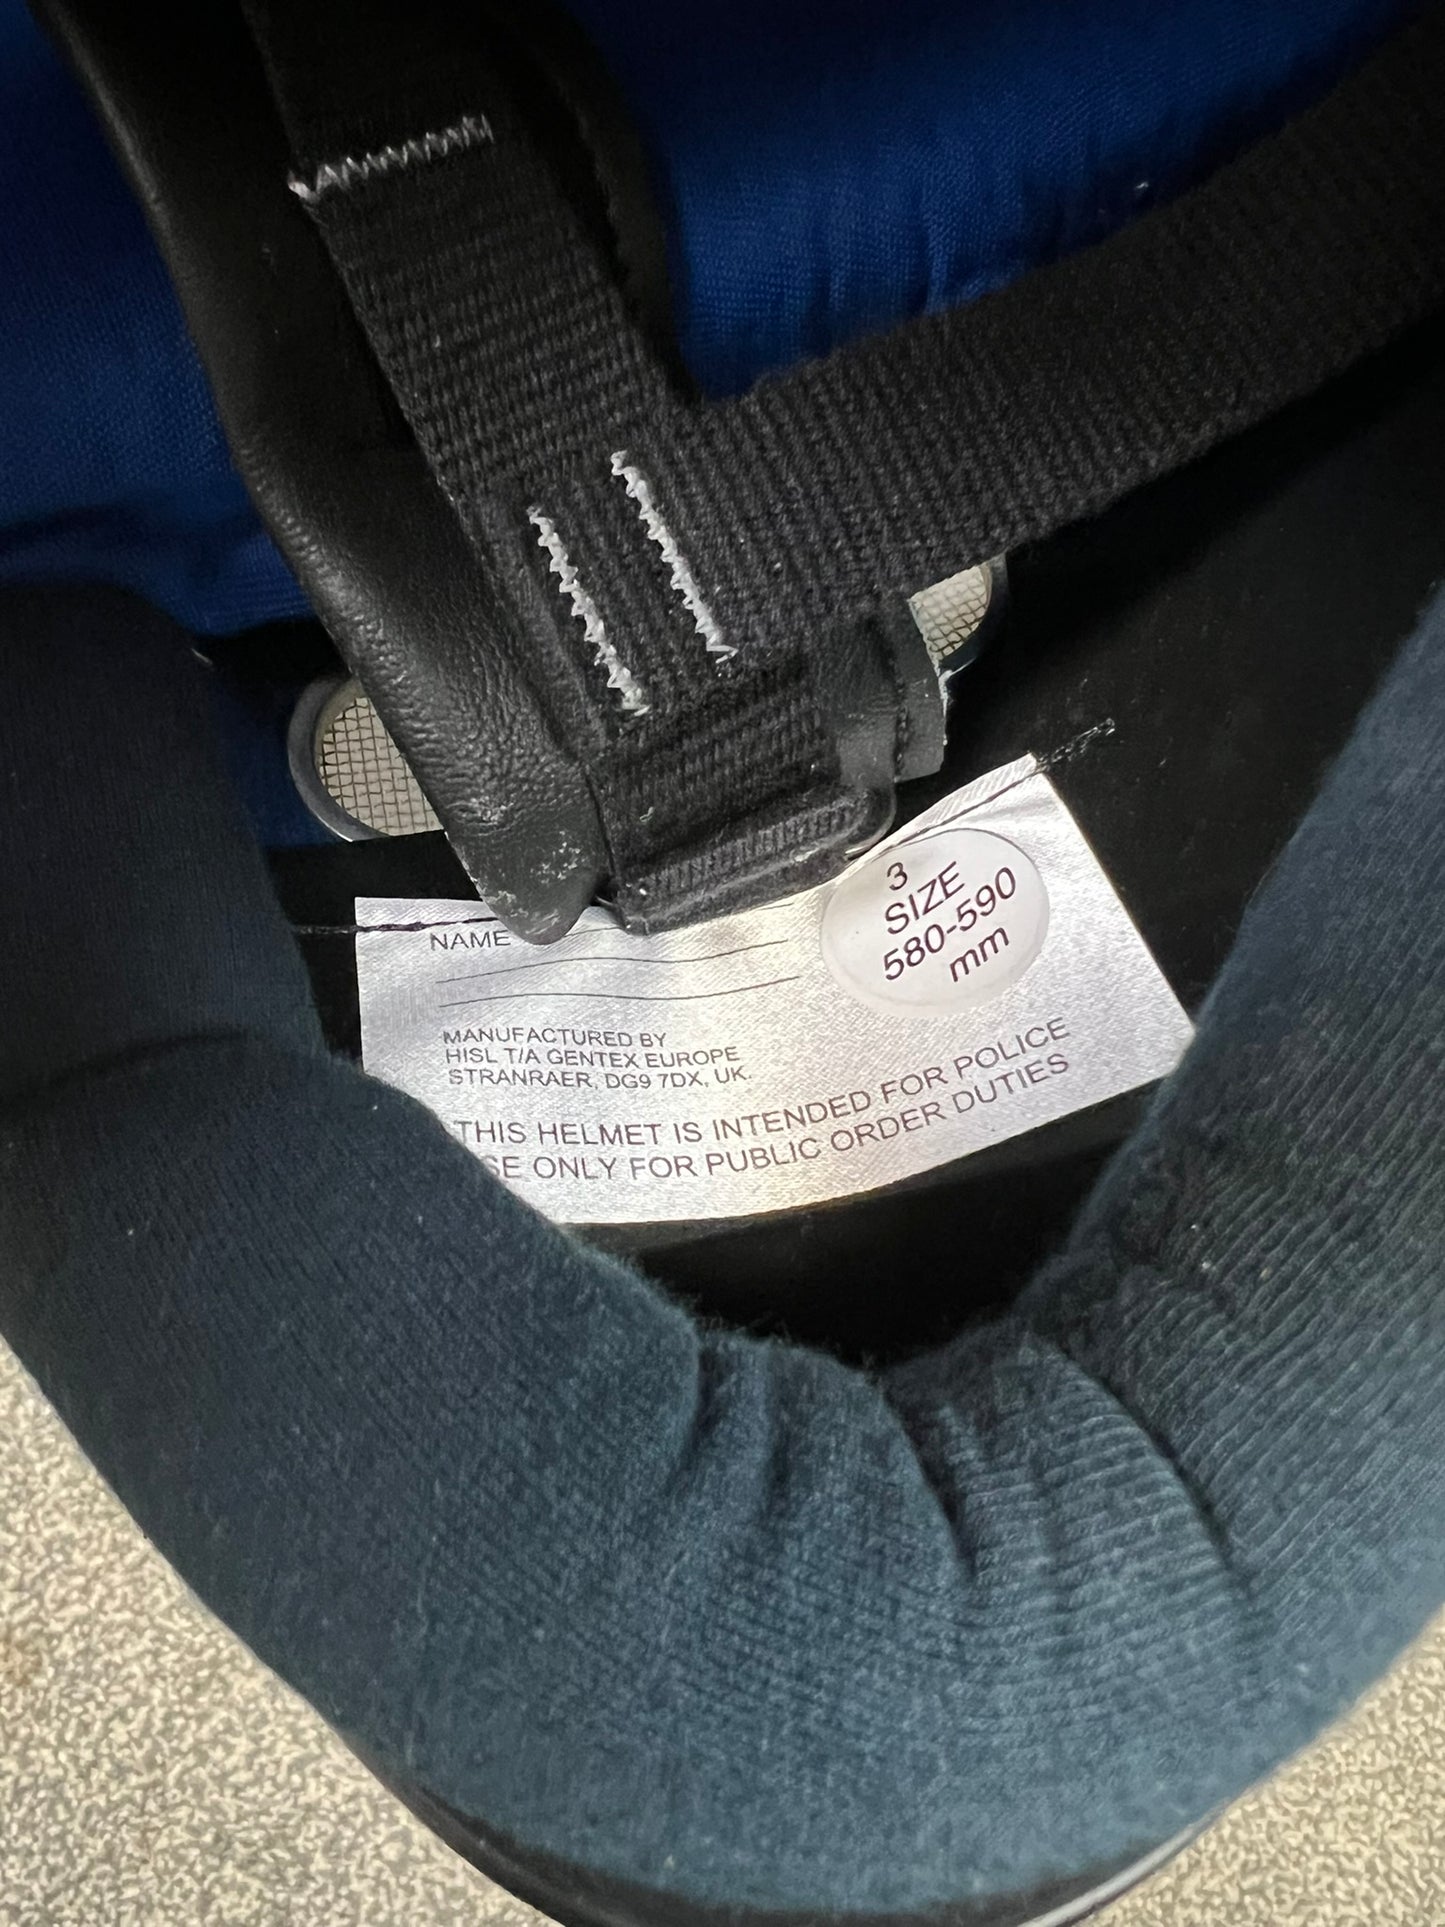 3
SIZE
580-590
mm
NAME
MANUFACTURED BY
HISL T/A GENTEX EUROPE
STRANRAER, DG9 7DX, UK.
THIS HELMET IS INTENDED FOR POLICE
SE ONLY FOR PUBLIC ORDER DUTIES